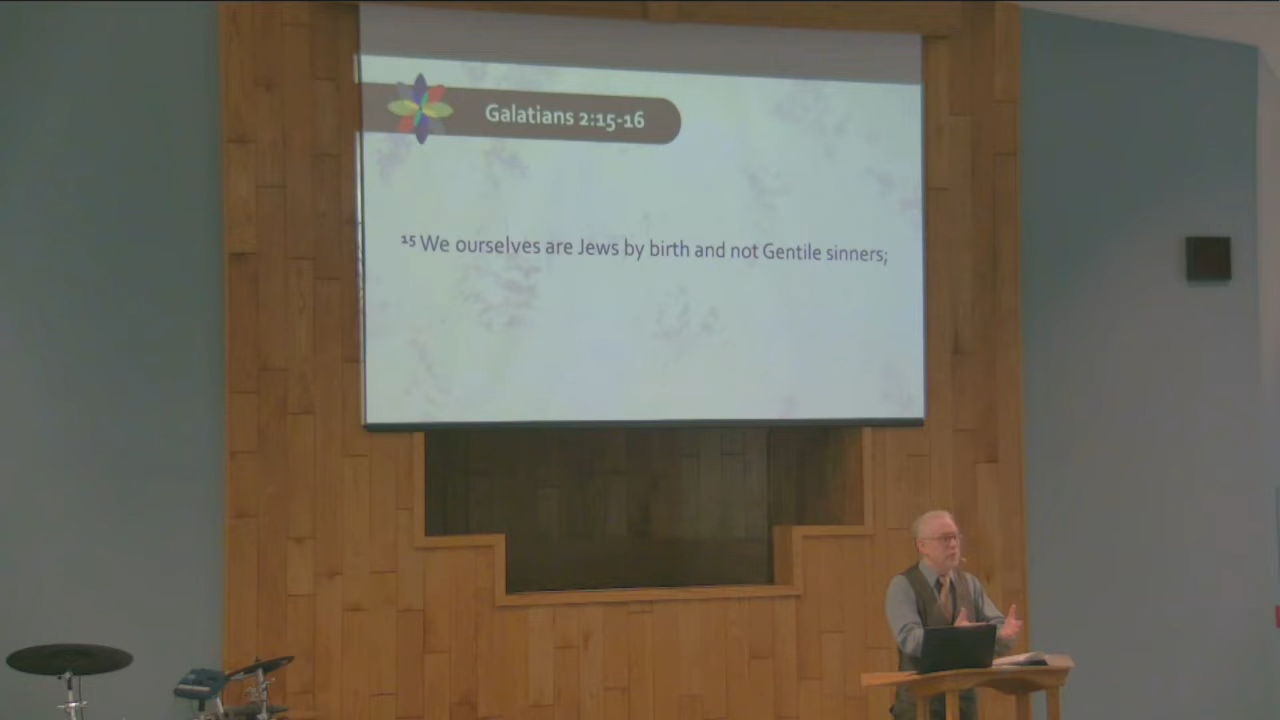 Galatians 2:15-16
¹⁵ We ourselves are Jews by birth and not Gentile sinners;